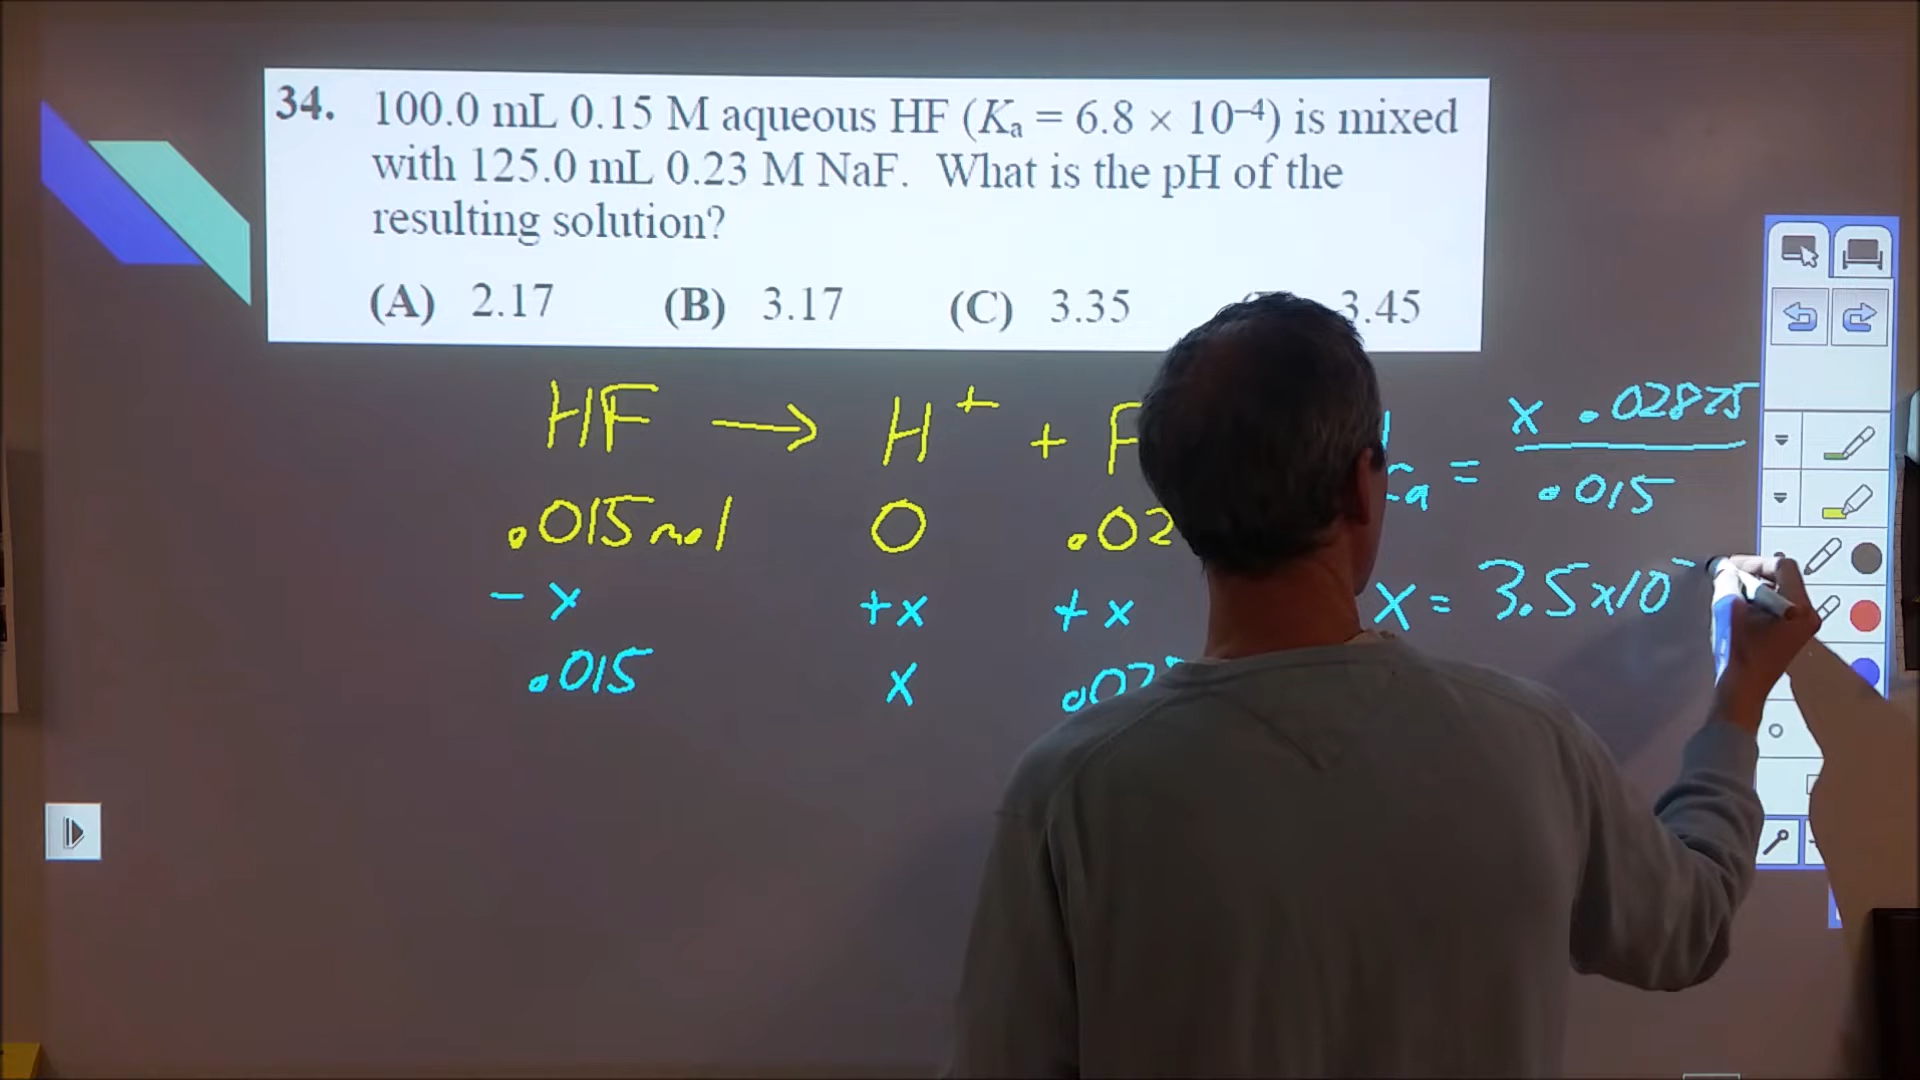 34. 100.0 mL 0.15 M aqueous HF (Kₐ = 6.8 × 10⁻⁴) is mixed
with 125.0 mL 0.23 M NaF. What is the pH of the
resulting solution?
(A) 2.17 (B) 3.17 (C) 3.35 3.45
HF → H⁺ + F
.015 mol 0 .02
- x +x + x
.015 x .02
a = x .02875 / .015
x = 3.5x10⁻